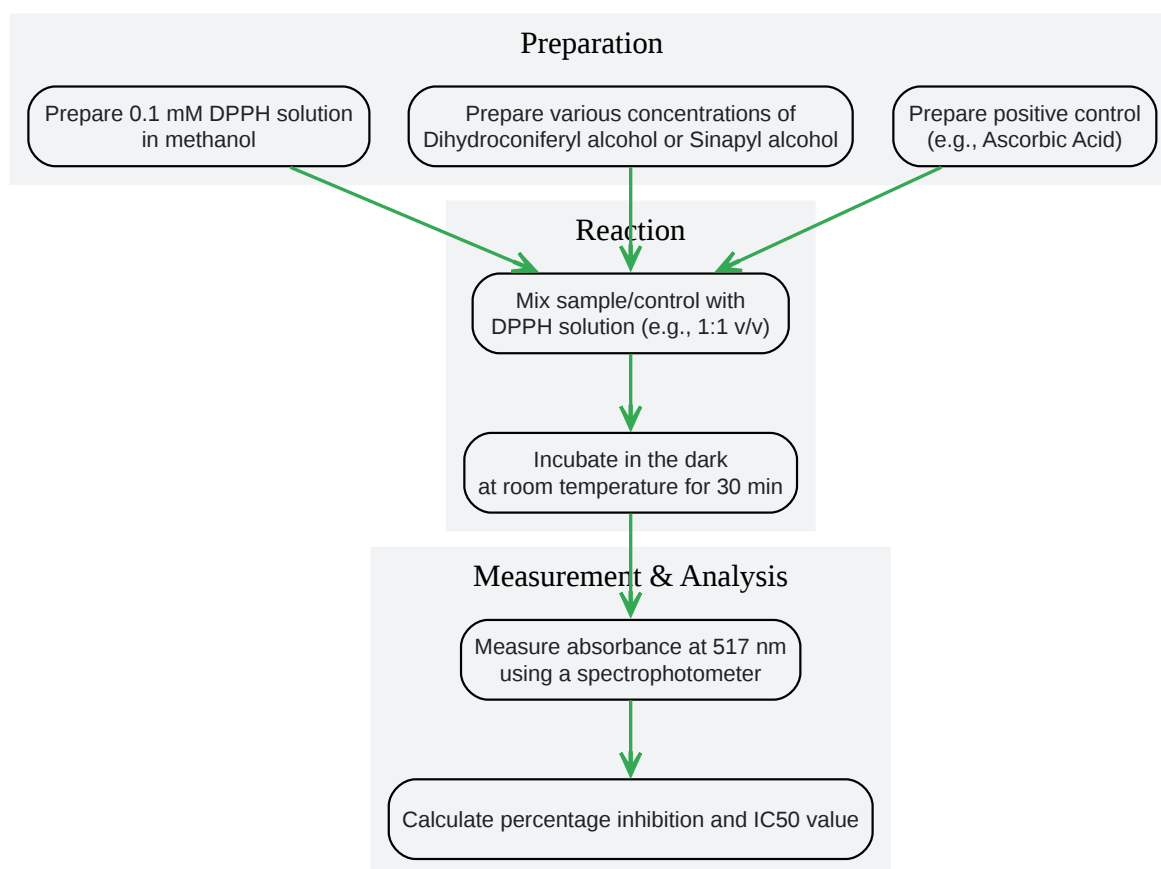 Preparation
Prepare 0.1 mM DPPH solution
in methanol
Prepare various concentrations of
Dihydroconiferyl alcohol or Sinapyl alcohol
Prepare positive control
(e.g., Ascorbic Acid)
Reaction
Mix sample/control with
DPPH solution (e.g., 1:1 v/v)
Incubate in the dark
at room temperature for 30 min
Measurement & Analysis
Measure absorbance at 517 nm
using a spectrophotometer
Calculate percentage inhibition and IC50 value